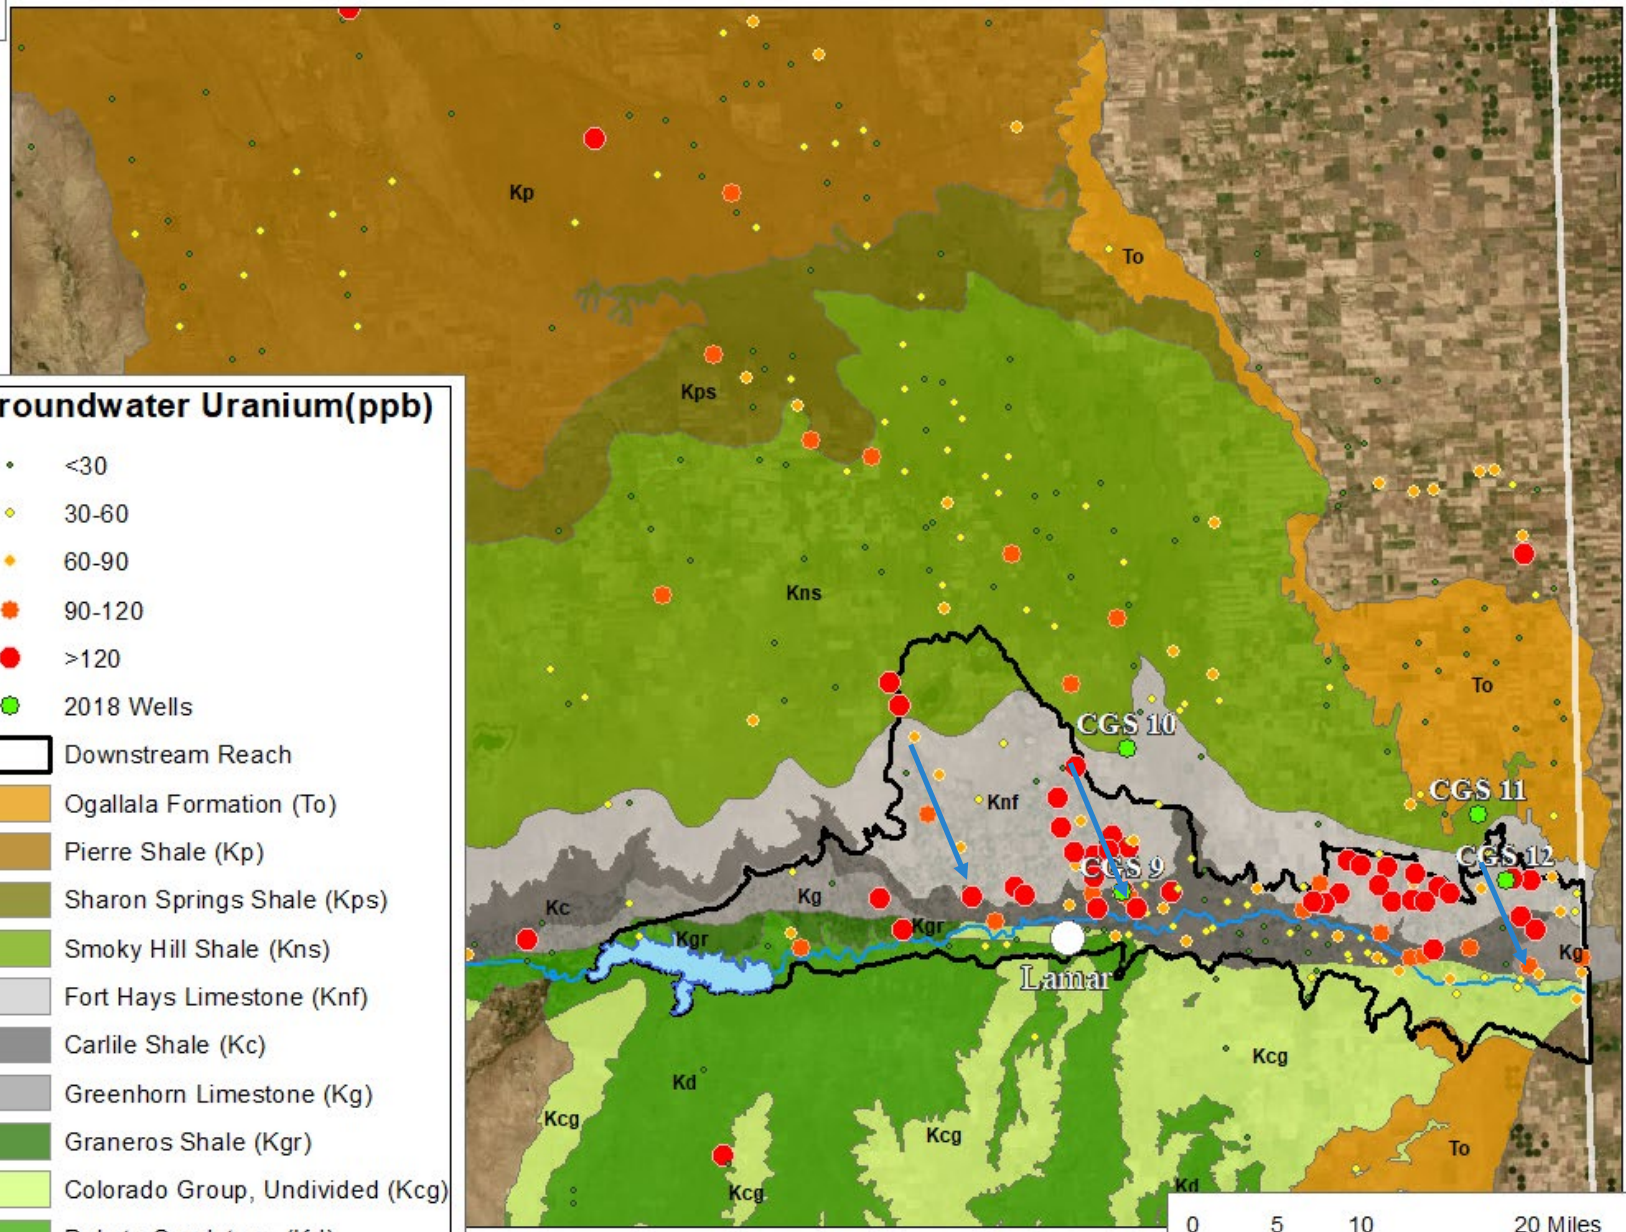 Kp
To
Kps
roundwater Uranium(ppb)
<30
30-60
60-90
90-120
>120
2018 Wells
Downstream Reach
Ogallala Formation (To)
Pierre Shale (Kp)
Sharon Springs Shale (Kps)
Smoky Hill Shale (Kns)
Fort Hays Limestone (Knf)
Carlile Shale (Kc)
Greenhorn Limestone (Kg)
Graneros Shale (Kgr)
Colorado Group, Undivided (Kcg)
Kns
To
CGS 10
CGS 11
Knf
CGS 12
CGS 9
Kg
Kc
Kgr
Kgr
Kg
Lamar
Kcg
Kd
Kcg
Kcg
To
Kcg
Kd
0 5 10 20 Miles